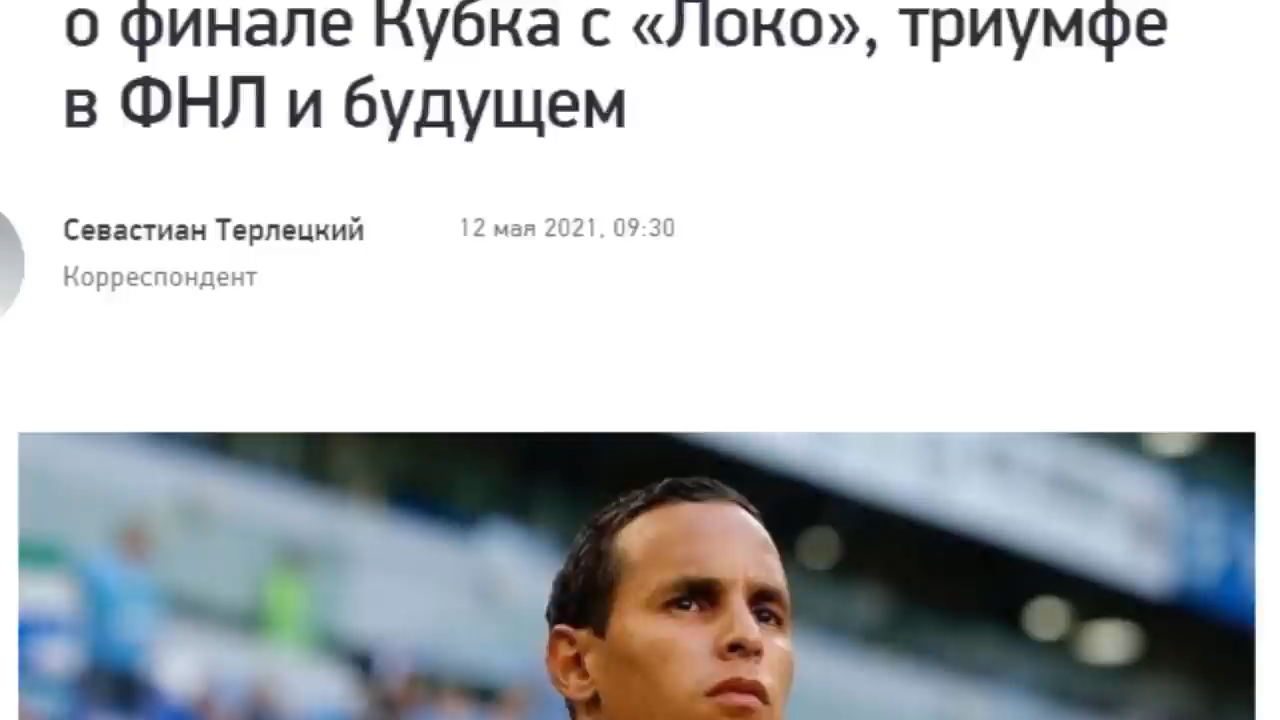 о финале Кубка с «Локо», триумфе
в ФНЛ и будущем
Севастиан Терлецкий
12 мая 2021, 09:30
Корреспондент